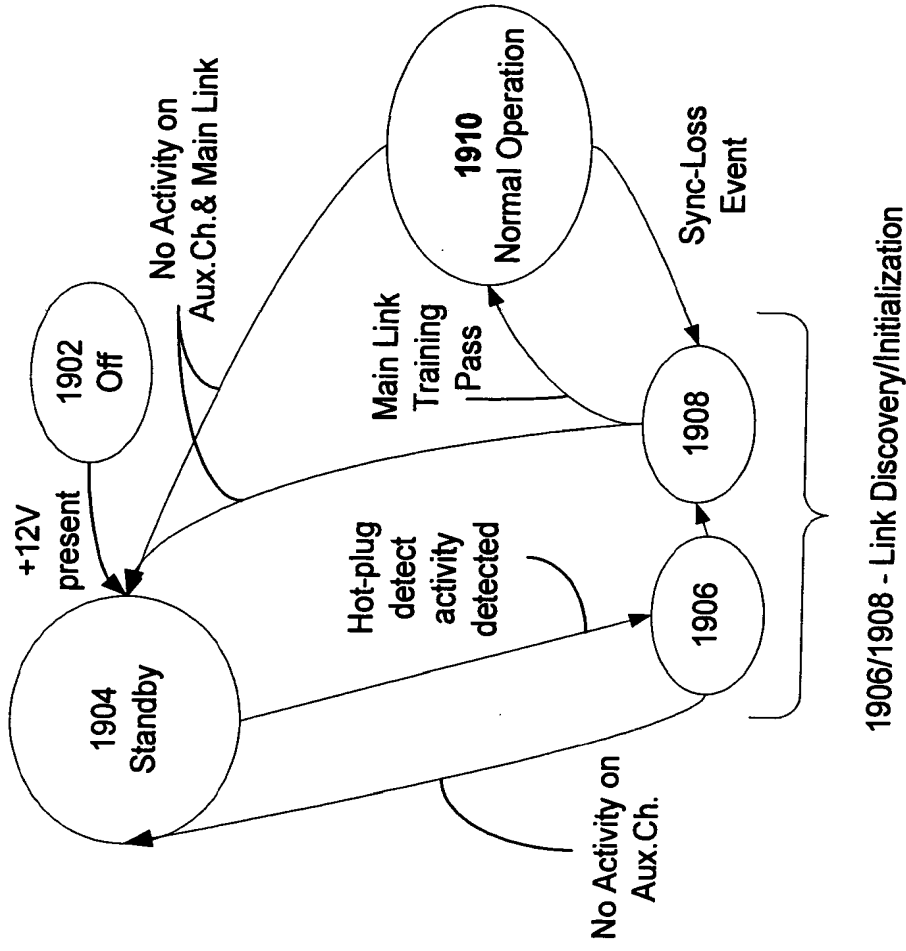 1902
Off
+12V
present
1904
Standby
No Activity on
Aux.Ch.& Main Link
Hot-plug
detect
activity
detected
Main Link
Training
Pass
1910
Normal Operation
No Activity on
Aux.Ch.
1906
1908
Sync-Loss
Event
1906/1908 - Link Discovery/Initialization